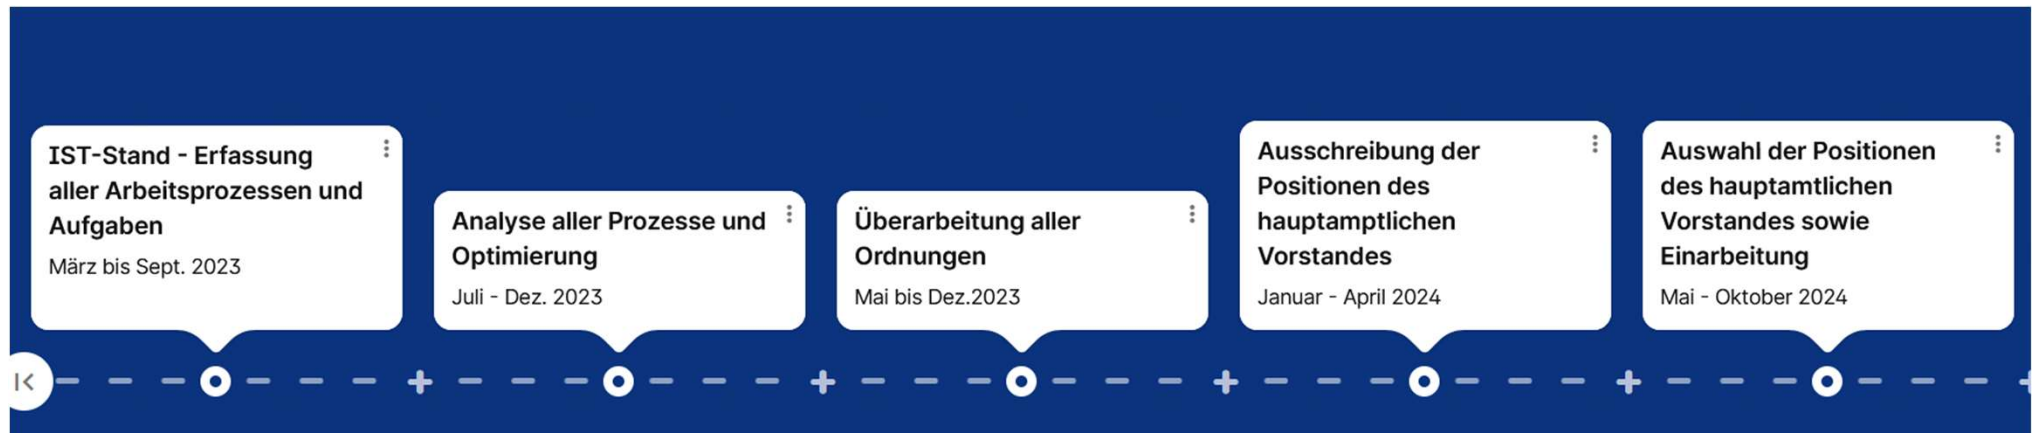 IST-Stand - Erfassung
aller Arbeitsprozessen und
Aufgaben
März bis Sept. 2023
Analyse aller Prozesse und
Optimierung
Juli - Dez. 2023
Überarbeitung aller
Ordnungen
Mai bis Dez.2023
Ausschreibung der
Positionen des
hauptamptlichen
Vorstandes
Januar - April 2024
Auswahl der Positionen
des hauptamtlichen
Vorstandes sowie
Einarbeitung
Mai - Oktober 2024